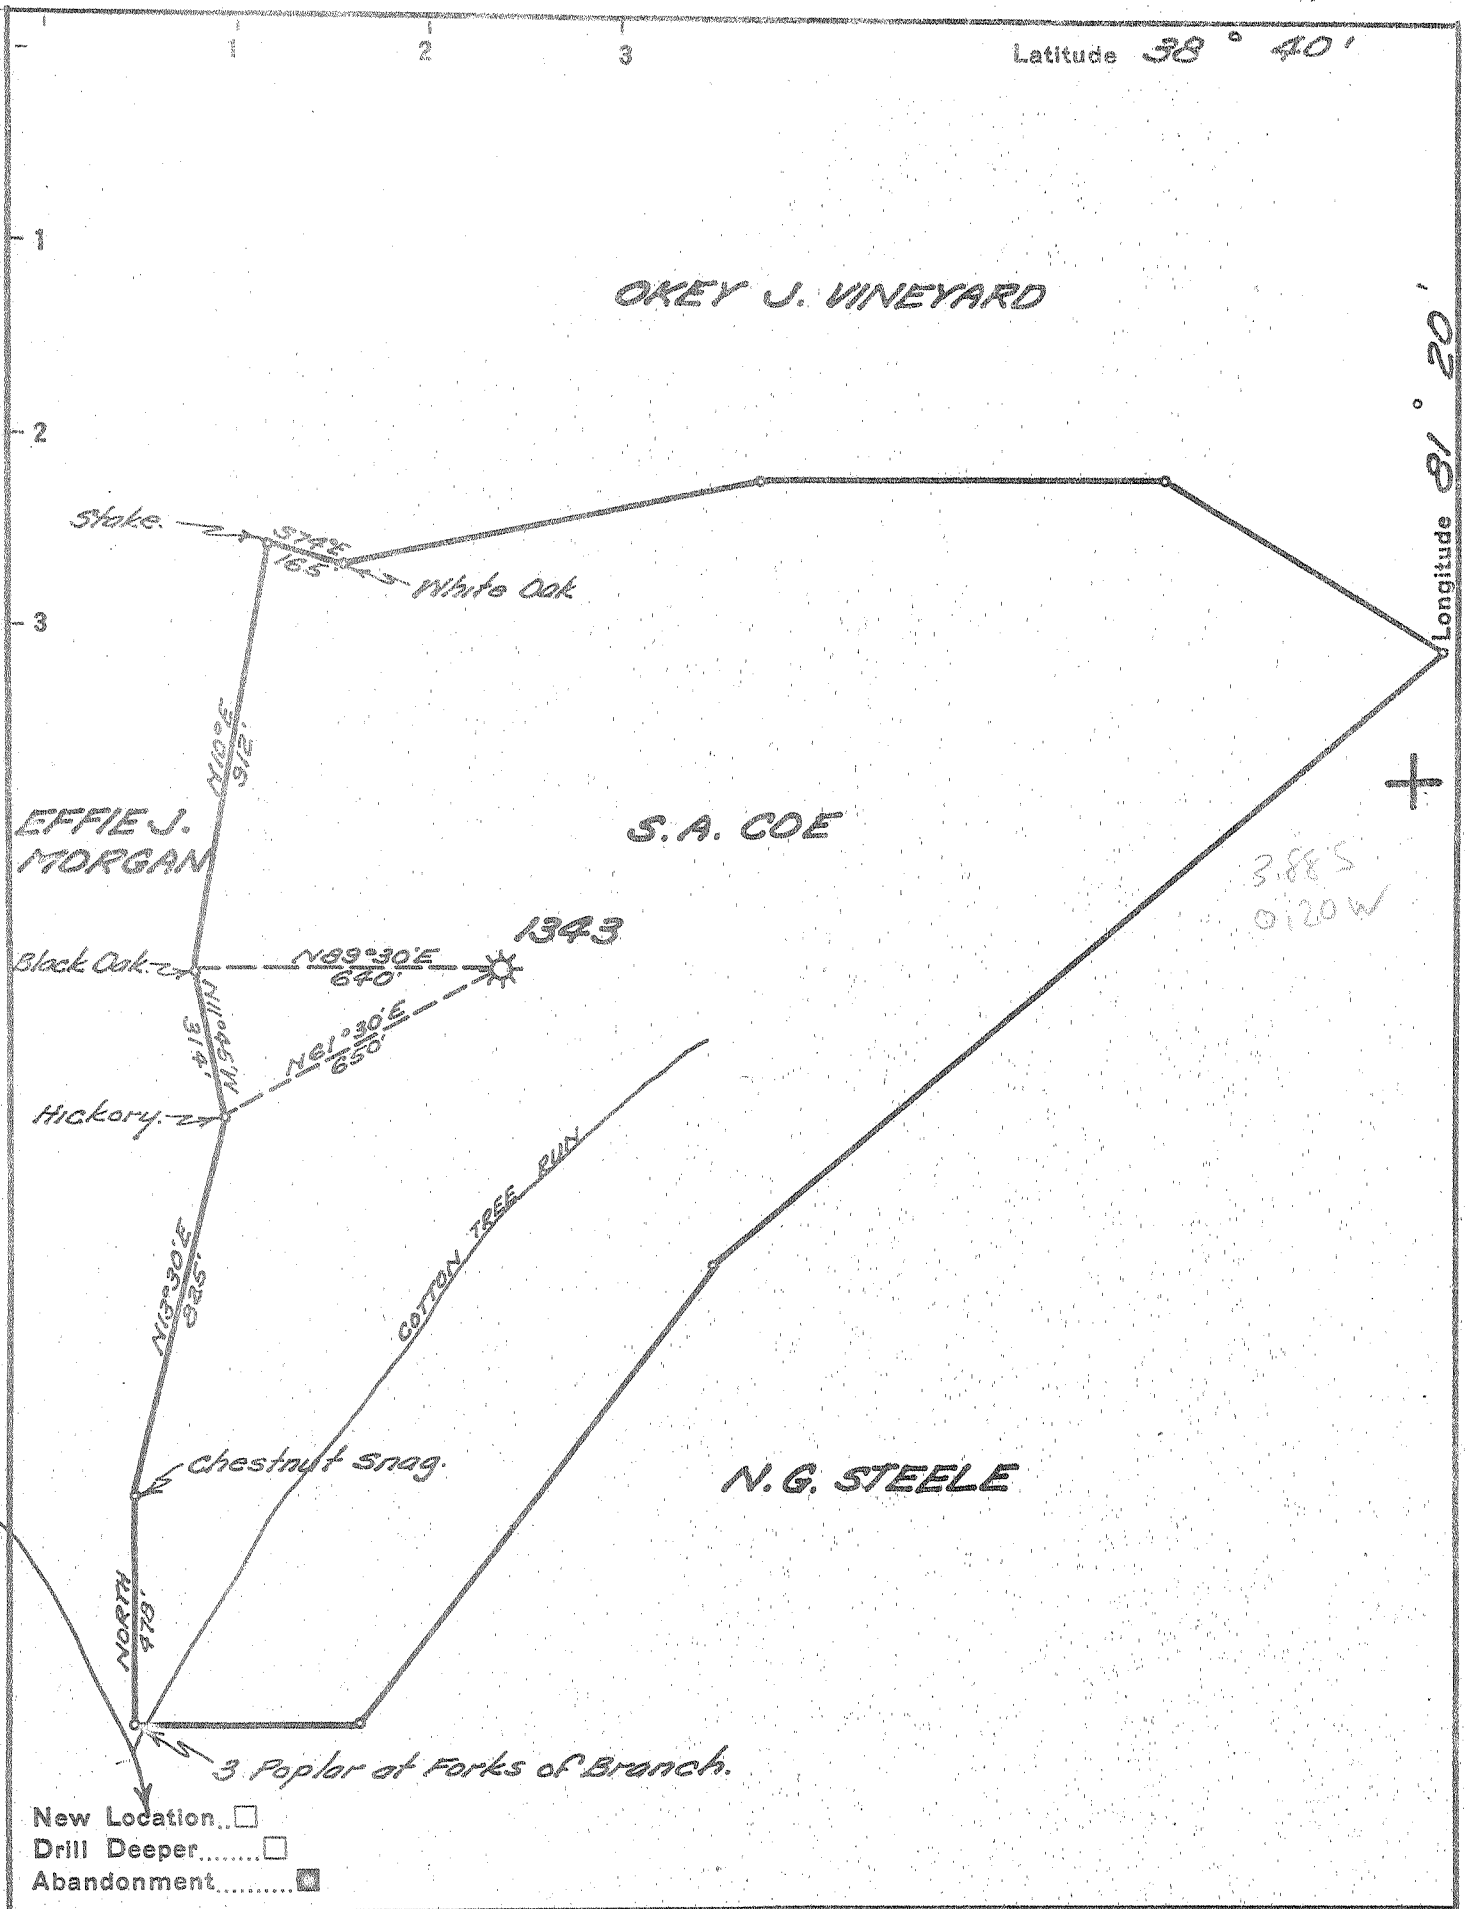 1 2 3
Latitude 38° 40'
1
OKEY J. VINEYARD
Longitude 81° 20'
2
Stake.
S74°E
165'
White Oak
3
N10°E
912'
EFFIE J.
MORGAN
S.A. COE
3.88 S
0.20 W
1343
Black Oak
N89°30'E
640'
N11°45'W
314'
N61°30'E
650'
Hickory.
COTTON TREE RUN
N13°30'E
825'
Chestnut Snag.
N.G. STEELE
NORTH
478'
3 Poplar at Forks of Branch.
New Location..
Drill Deeper........
Abandonment..........